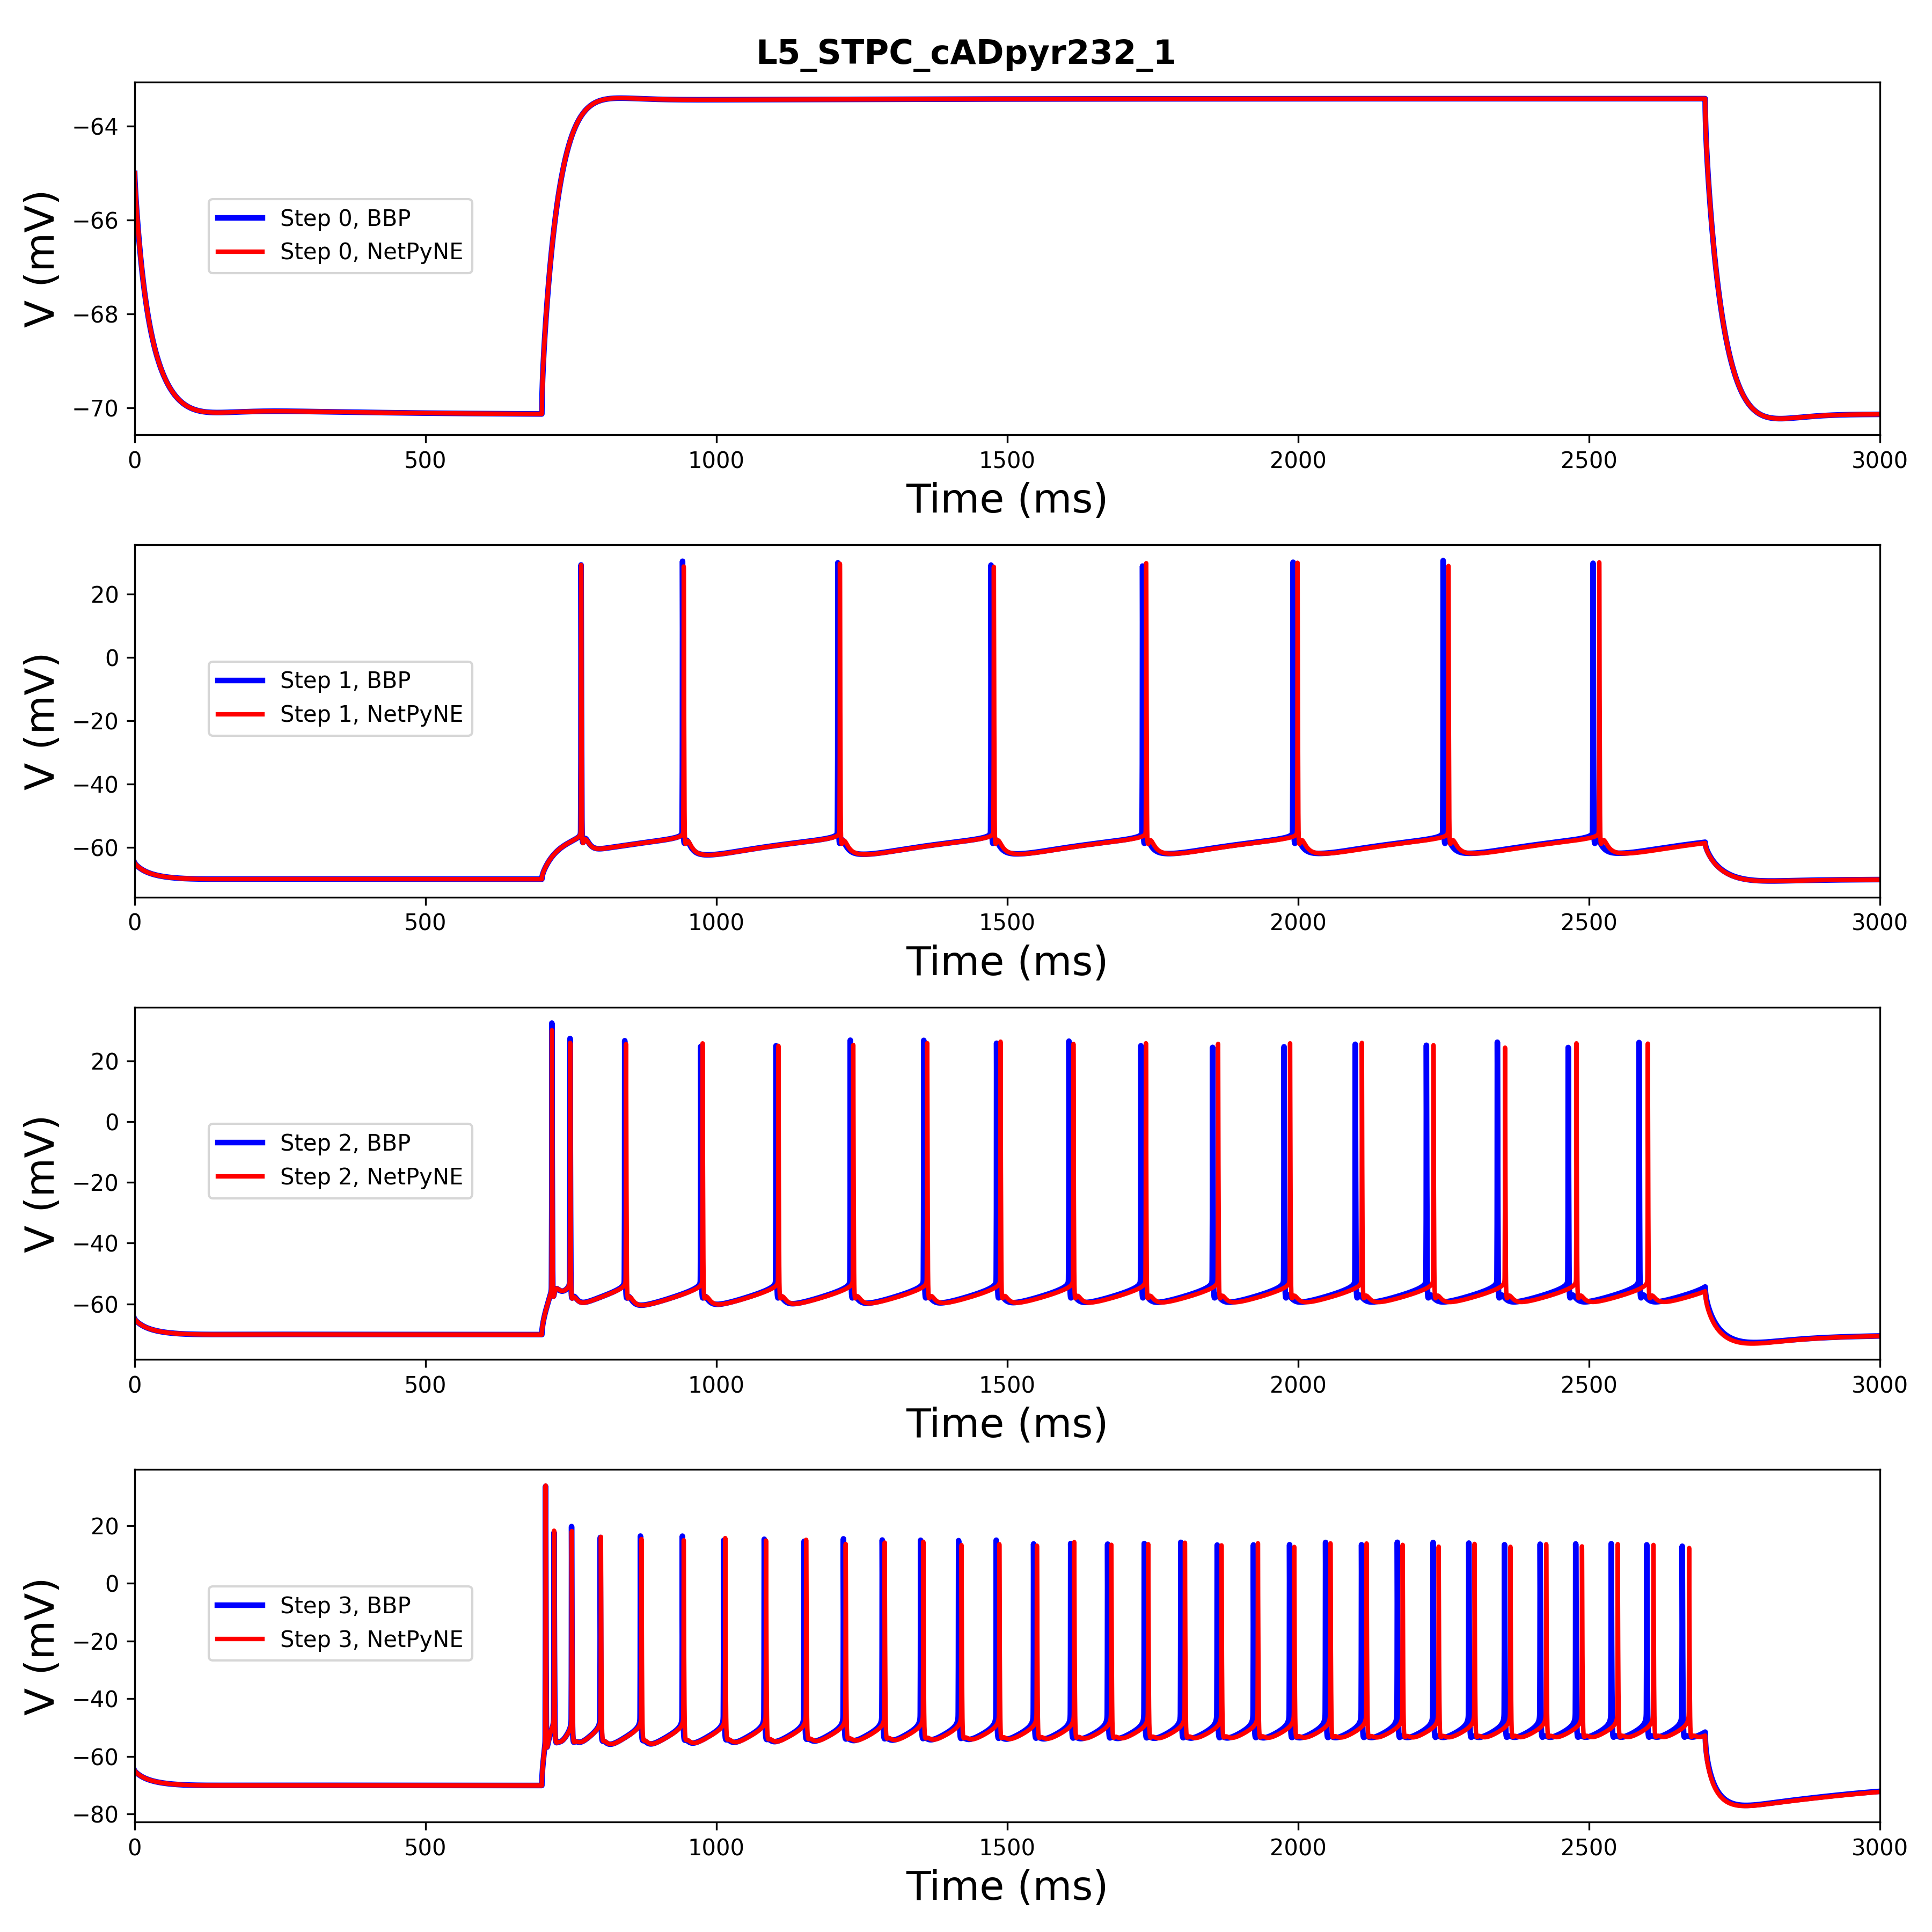 L5_STPC_cADpyr232_1
−64
−66
−68
−70
V (mV)
Step 0, BBP
Step 0, NetPyNE
0 500 1000 1500 2000 2500 3000
Time (ms)
20
0
−20
−40
−60
V (mV)
Step 1, BBP
Step 1, NetPyNE
0 500 1000 1500 2000 2500 3000
Time (ms)
20
0
−20
−40
−60
V (mV)
Step 2, BBP
Step 2, NetPyNE
0 500 1000 1500 2000 2500 3000
Time (ms)
20
0
−20
−40
−60
−80
V (mV)
Step 3, BBP
Step 3, NetPyNE
0 500 1000 1500 2000 2500 3000
Time (ms)